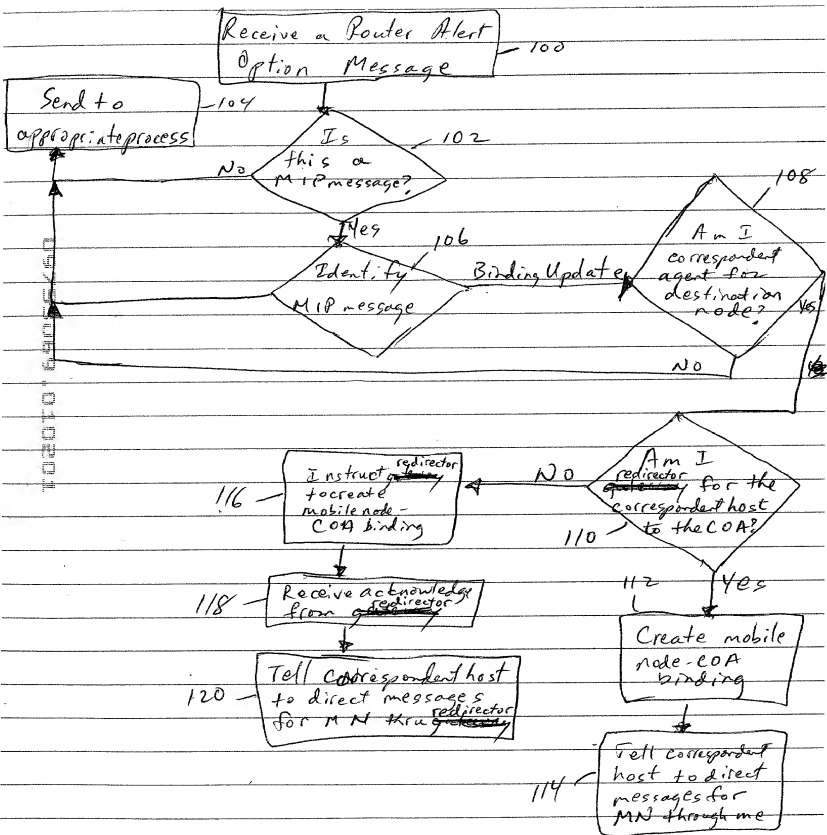 Receive a Router Alert
Option Message
100
Send to
appropriate process
104
Is
this a
MIP message?
102
No
Yes
Identify
MIP message
106
Binding Update
Am I
correspondent
agent for
destination
node?
108
Yes
No
Am I
redirector
for the
correspondent host
to the COA?
110
No
Yes
Instruct redirector
to create
mobile node-
COA binding
116
Receive acknowledge
from redirector
118
Tell correspondent host
to direct messages
for MN thru redirector
120
112
Create mobile
node-COA
binding
Tell correspondent
host to direct
messages for
MN through me
114